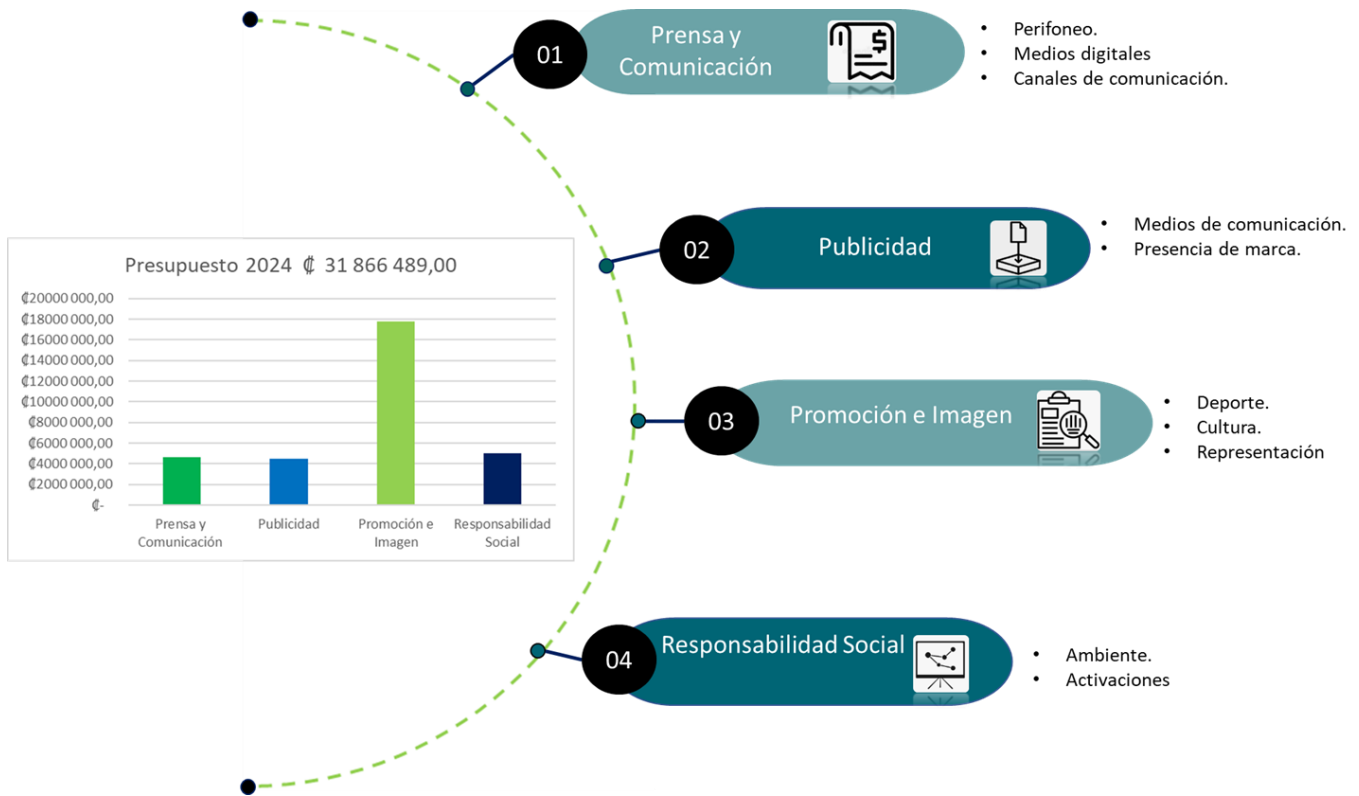 01
Prensa y
Comunicación
$
• Perifoneo.
• Medios digitales
• Canales de comunicación.
02
Publicidad
• Medios de comunicación.
• Presencia de marca.
Presupuesto 2024 ₡ 31 866 489,00
₡20000 000,00
₡18000 000,00
₡16000 000,00
₡14000 000,00
₡12000 000,00
₡10000 000,00
₡8000 000,00
₡6000 000,00
₡4000 000,00
₡2000 000,00
₡-
Prensa y
Comunicación
Publicidad
Promoción e
Imagen
Responsabilidad
Social
03
Promoción e Imagen
• Deporte.
• Cultura.
• Representación
04
Responsabilidad Social
• Ambiente.
• Activaciones